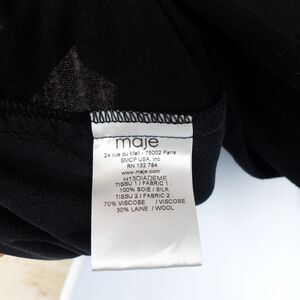 maje
24 rue du Mail - 75002 Paris
SMCP USA, Inc
RN 132 784
www.maje.com
H13DIADEME
TISSU 1 / FABRIC 1 :
100% SOIE / SILK
TISSU 2 / FABRIC 2 :
70% VISCOSE / VISCOSE
30% LAINE / WOOL